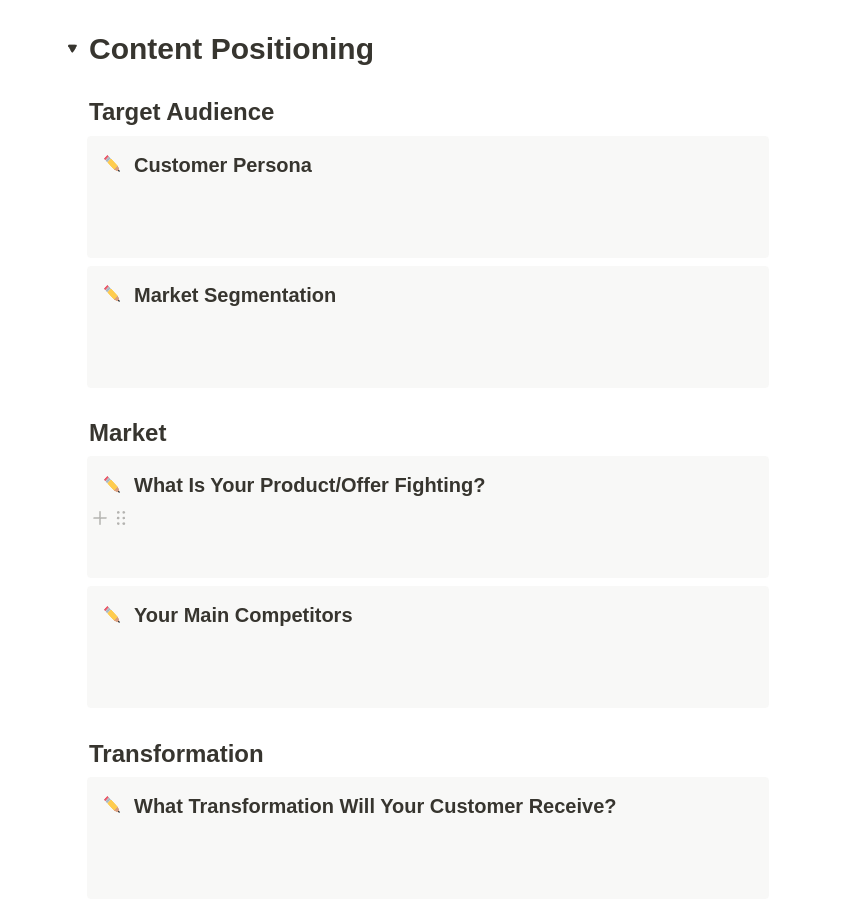 Content Positioning
Target Audience
Customer Persona
Market Segmentation
Market
What Is Your Product/Offer Fighting?
Your Main Competitors
Transformation
What Transformation Will Your Customer Receive?